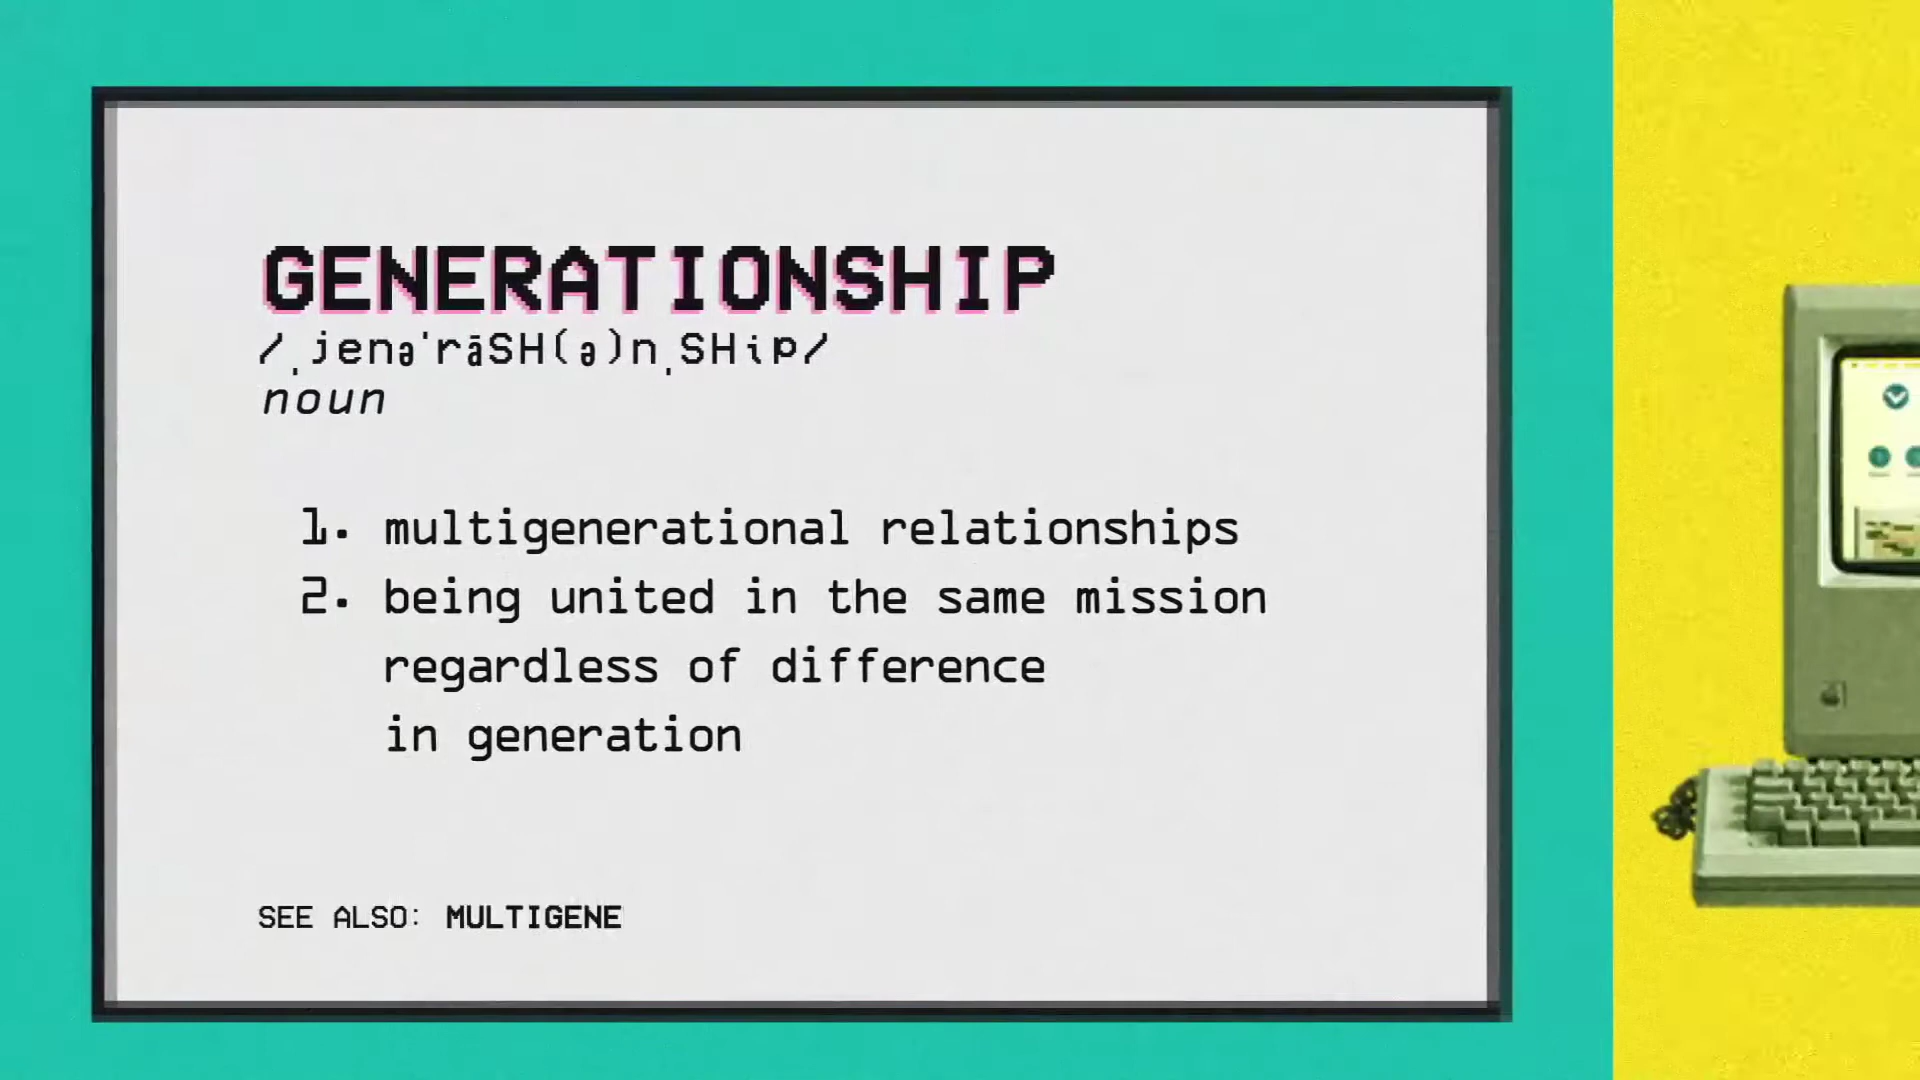 GENERATIONSHIP
/ˌjenəˈrāSH(ə)nˌSHip/
noun
1. multigenerational relationships
2. being united in the same mission
regardless of difference
in generation
SEE ALSO: MULTIGENE